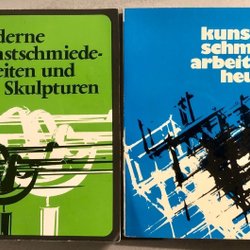 derne
nstschmiede-
eiten und
Skulpturen
kuns
schm
arbeit
heu